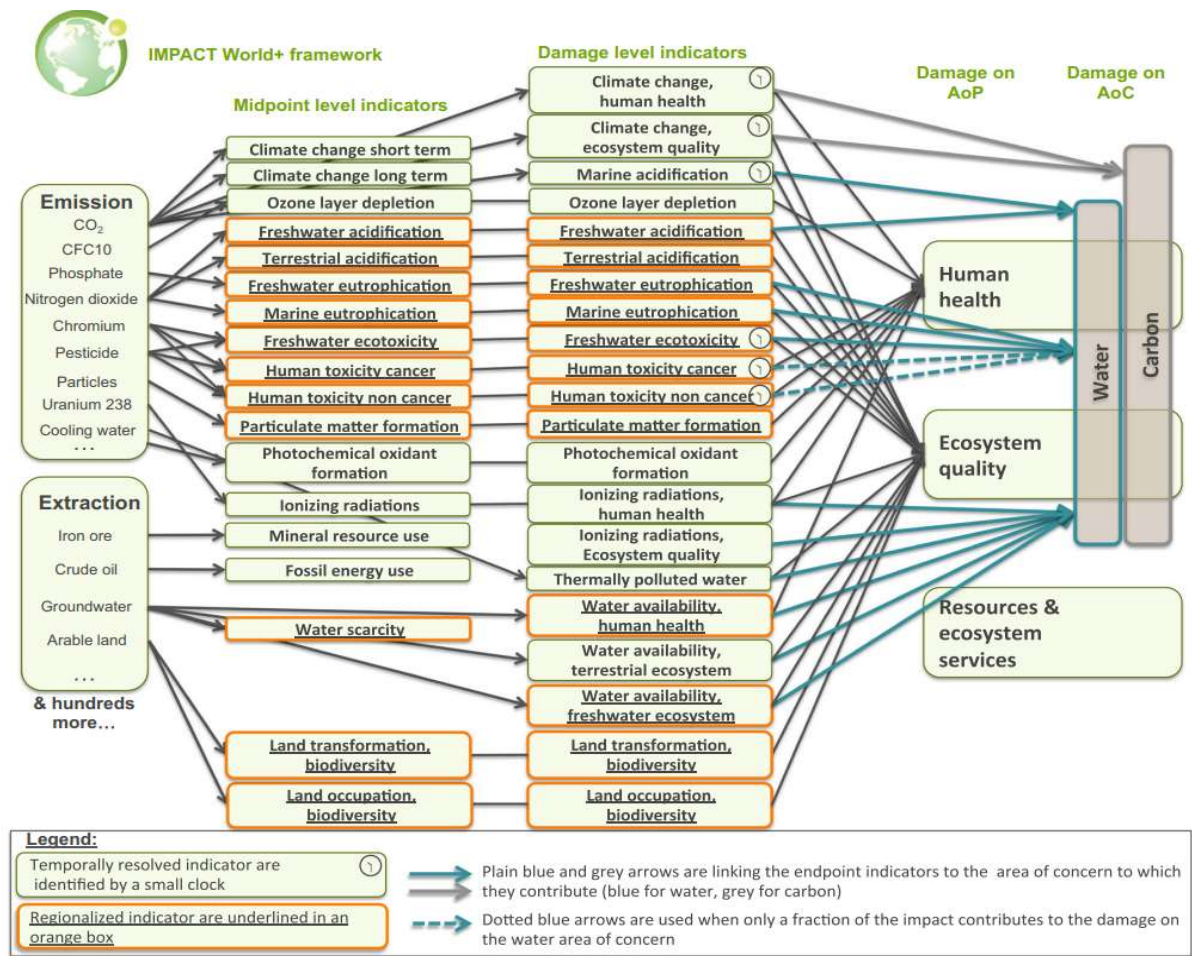 IMPACT World+ framework
Damage level indicators
Midpoint level indicators
Damage on
AoP
Damage on
AoC
Emission
CO₂
CFC10
Phosphate
Nitrogen dioxide
Chromium
Pesticide
Particles
Uranium 238
Cooling water
...
Extraction
Iron ore
Crude oil
Groundwater
Arable land
...
& hundreds
more...
Climate change short term
Climate change long term
Ozone layer depletion
Freshwater acidification
Terrestrial acidification
Freshwater eutrophication
Marine eutrophication
Freshwater ecotoxicity
Human toxicity cancer
Human toxicity non cancer
Particulate matter formation
Photochemical oxidant
formation
Ionizing radiations
Mineral resource use
Fossil energy use
Water scarcity
Land transformation,
biodiversity
Land occupation,
biodiversity
Climate change,
human health
Climate change,
ecosystem quality
Marine acidification
Ozone layer depletion
Freshwater acidification
Terrestrial acidification
Freshwater eutrophication
Marine eutrophication
Freshwater ecotoxicity
Human toxicity cancer
Human toxicity non cancer
Particulate matter formation
Photochemical oxidant
formation
Ionizing radiations,
human health
Ionizing radiations,
Ecosystem quality
Thermally polluted water
Water availability,
human health
Water availability,
terrestrial ecosystem
Water availability,
freshwater ecosystem
Land transformation,
biodiversity
Land occupation,
biodiversity
Human
health
Ecosystem
quality
Resources &
ecosystem
services
Water
Carbon
Legend:
Temporally resolved indicator are
identified by a small clock
Regionalized indicator are underlined in an
orange box
Plain blue and grey arrows are linking the endpoint indicators to the area of concern to which
they contribute (blue for water, grey for carbon)
Dotted blue arrows are used when only a fraction of the impact contributes to the damage on
the water area of concern